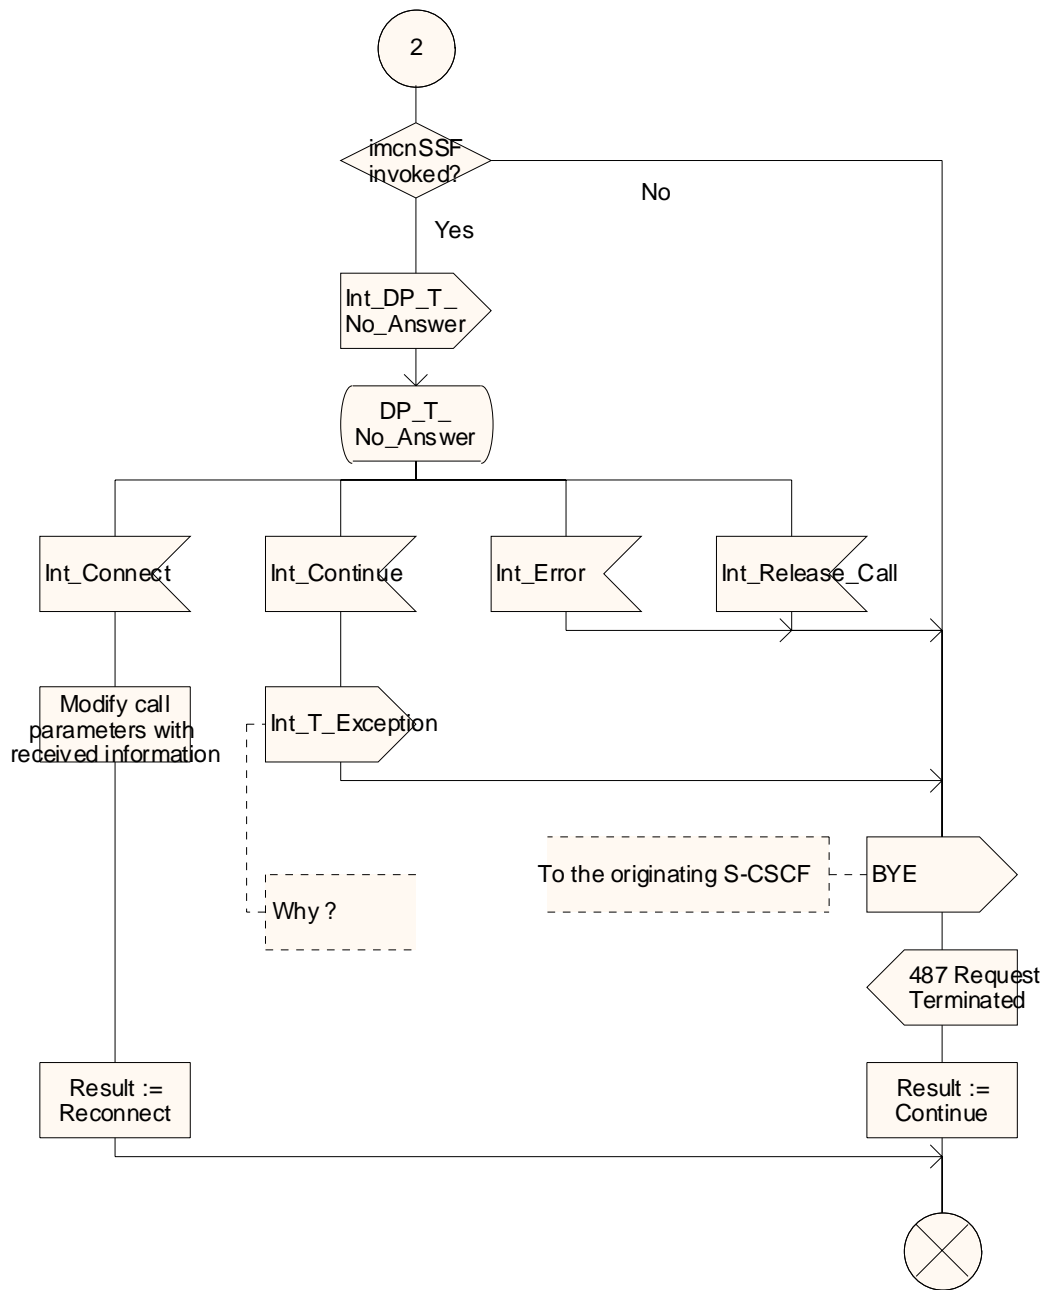 2
imcnSSF
invoked?
No
Yes
Int_DP_T_
No_Answer
DP_T_
No_Answer
Int_Connect
Int_Continue
Int_Error
Int_Release_Call
Modify call
parameters with
received information
Int_T_Exception
To the originating S-CSCF
BYE
Why ?
487 Request
Terminated
Result :=
Reconnect
Result :=
Continue